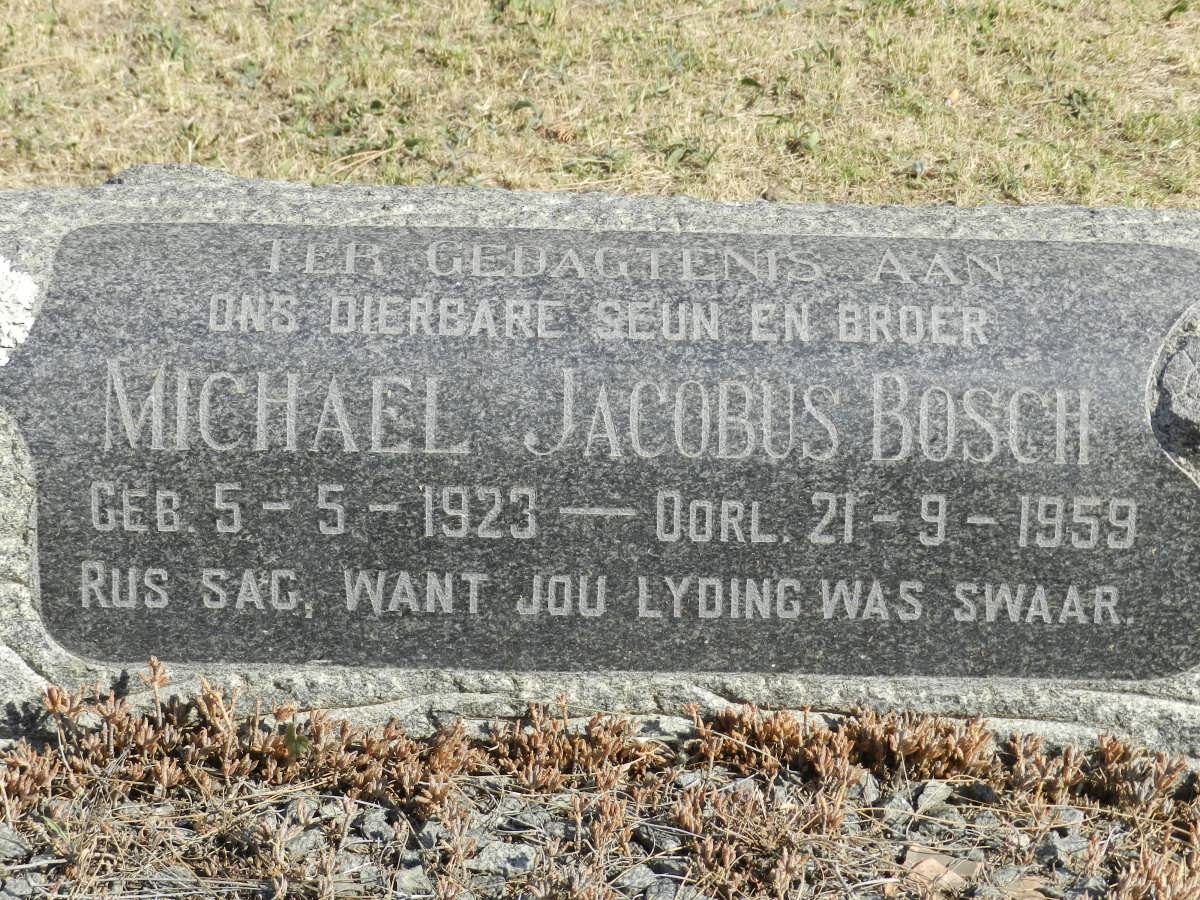 TER GEDAGTENIS AAN
ONS DIERBARE SEUN EN BROER
MICHAEL JACOBUS BOSCH
GEB. 5 - 5 - 1923 — OORL. 21 - 9 - 1959
RUS SAG, WANT JOU LYDING WAS SWAAR.